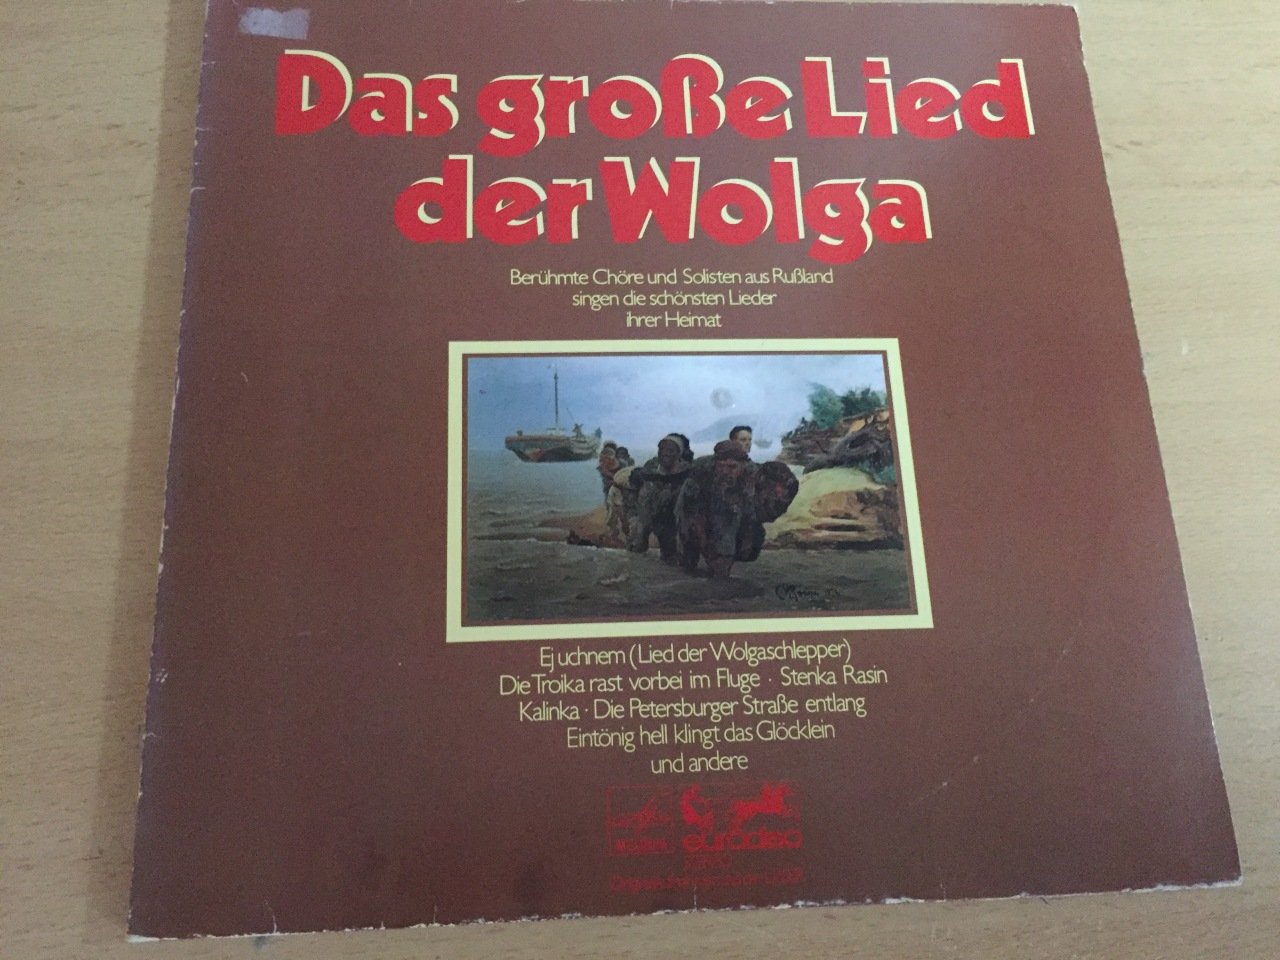 Das große Lied
der Wolga
Berühmte Chöre und Solisten aus Rußland
singen die schönsten Lieder
ihrer Heimat
Ej uchnem (Lied der Wolgaschlepper)
Die Troika rast vorbei im Fluge · Stenka Rasin
Kalinka · Die Petersburger Straße entlang
Eintönig hell klingt das Glöcklein
und andere
eurodisc